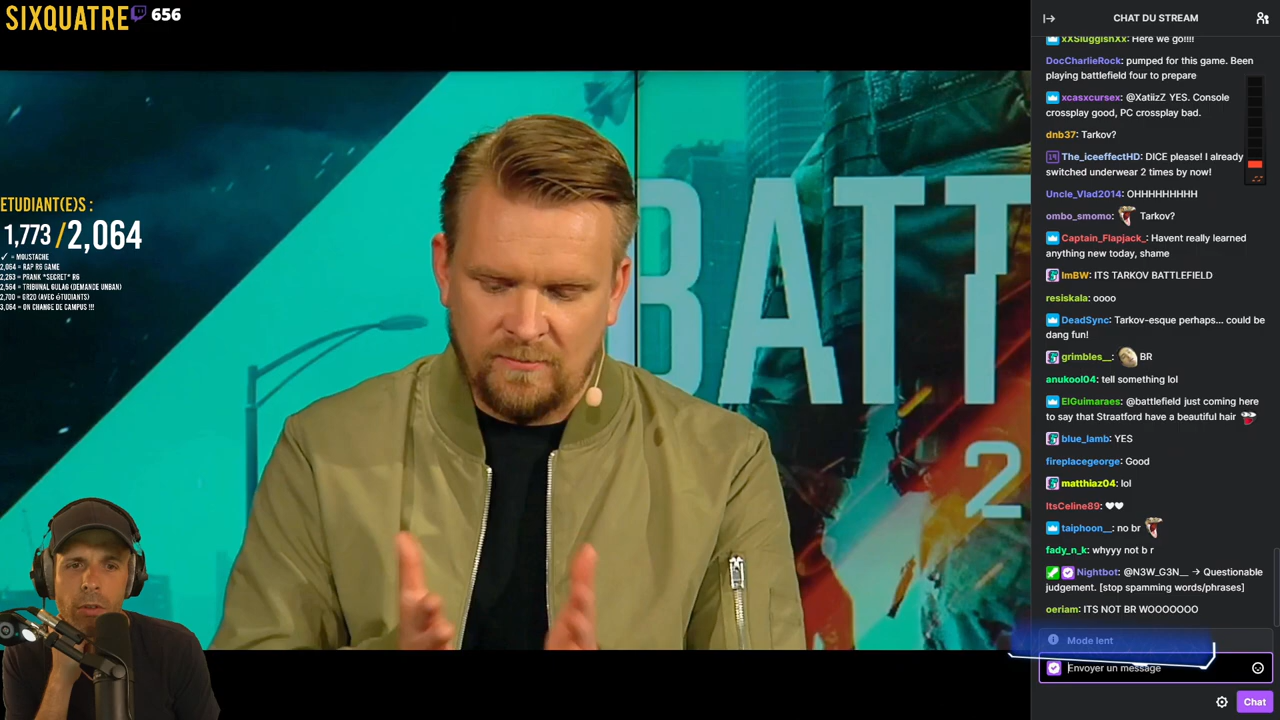 SIXQUATRE 656
ETUDIANT(E)S :
1,773 / 2,064
✓ = MOUSTACHE
2,064 = RAP R6 GAME
2,263 = PRANK *SECRET* R6
2,564 = TRIBUNAL GULAG (DEMANDE UNBAN)
2,700 = GR20 (AVEC ÉTUDIANTS)
3,064 = ON CHANGE DE CAMPUS !!!
BATT
2
CHAT DU STREAM
xXSluggishXx: Here we go!!!!
DocCharlieRock: pumped for this game. Been
playing battlefield four to prepare
xcasxcursex: @XatiizZ YES. Console
crossplay good, PC crossplay bad.
dnb37: Tarkov?
The_iceeffectHD: DICE please! I already
switched underwear 2 times by now!
Uncle_Vlad2014: OHHHHHHHHH
ombo_smomo: Tarkov?
Captain_Flapjack_: Havent really learned
anything new today, shame
ImBW: ITS TARKOV BATTLEFIELD
resiskala: oooo
DeadSync: Tarkov-esque perhaps... could be
dang fun!
grimbles__: BR
anukool04: tell something lol
ElGuimaraes: @battlefield just coming here
to say that Straatford have a beautiful hair
blue_lamb: YES
fireplacegeorge: Good
matthiaz04: lol
ItsCeline89: ♥♥
taiphoon__: no br
fady_n_k: whyyy not b r
Nightbot: @N3W_G3N__ → Questionable
judgement. [stop spamming words/phrases]
oeriam: ITS NOT BR WOOOOOOO
Mode lent
Envoyer un message
Chat